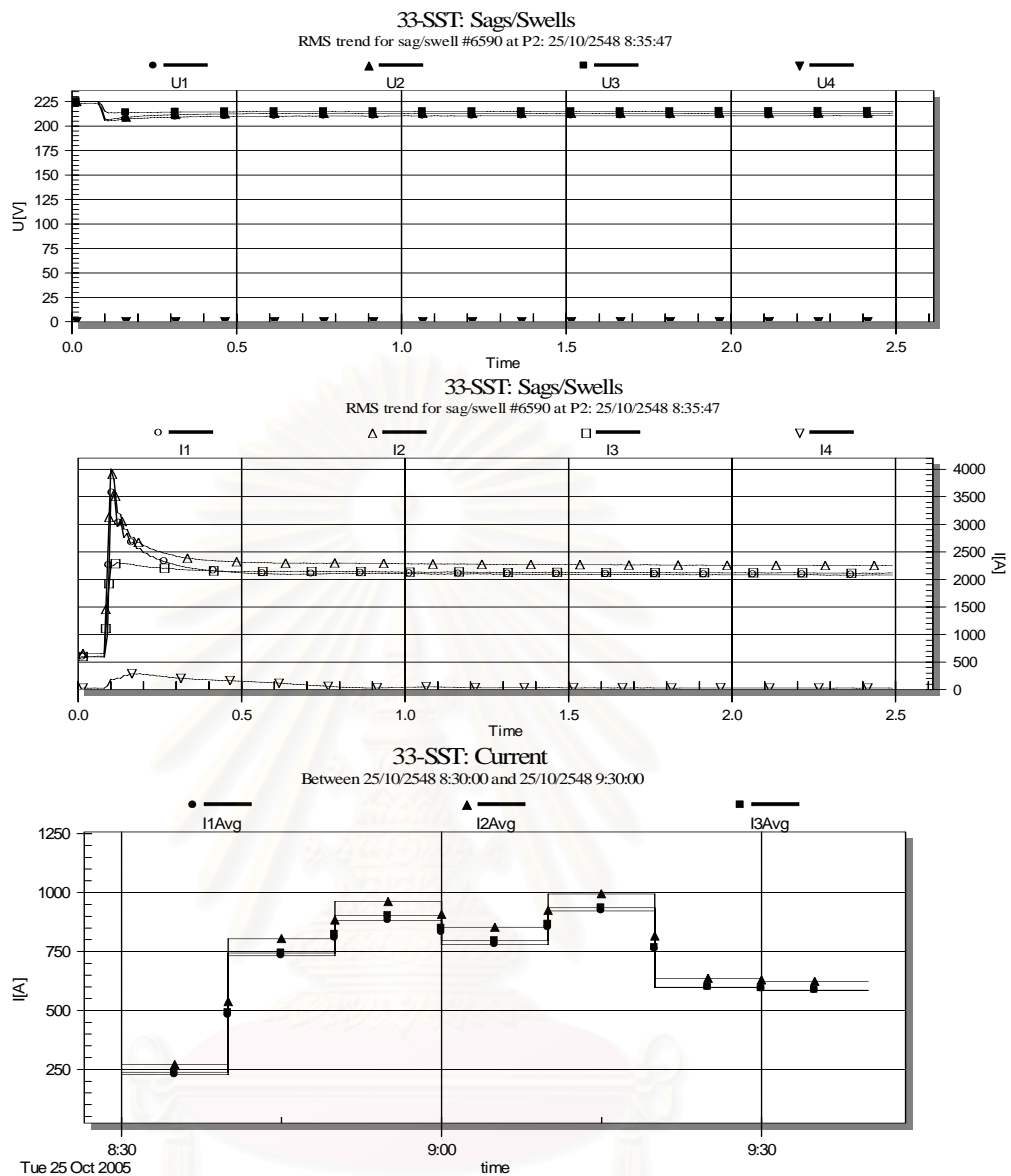 33-SST: Sags/Swells
RMS trend for sag/swell #6590 at P2: 25/10/2548 8:35:47
U1 U2 U3 U4
225
200
175
150
125
100
75
50
25
0
U[V]
0.0 0.5 1.0 1.5 2.0 2.5
Time
33-SST: Sags/Swells
RMS trend for sag/swell #6590 at P2: 25/10/2548 8:35:47
I1 I2 I3 I4
4000
3500
3000
2500
2000
1500
1000
500
0
I[A]
0.0 0.5 1.0 1.5 2.0 2.5
Time
33-SST: Current
Between 25/10/2548 8:30:00 and 25/10/2548 9:30:00
I1Avg I2Avg I3Avg
1250
1000
750
500
250
I[A]
8:30 9:00 9:30
Tue 25 Oct 2005 time